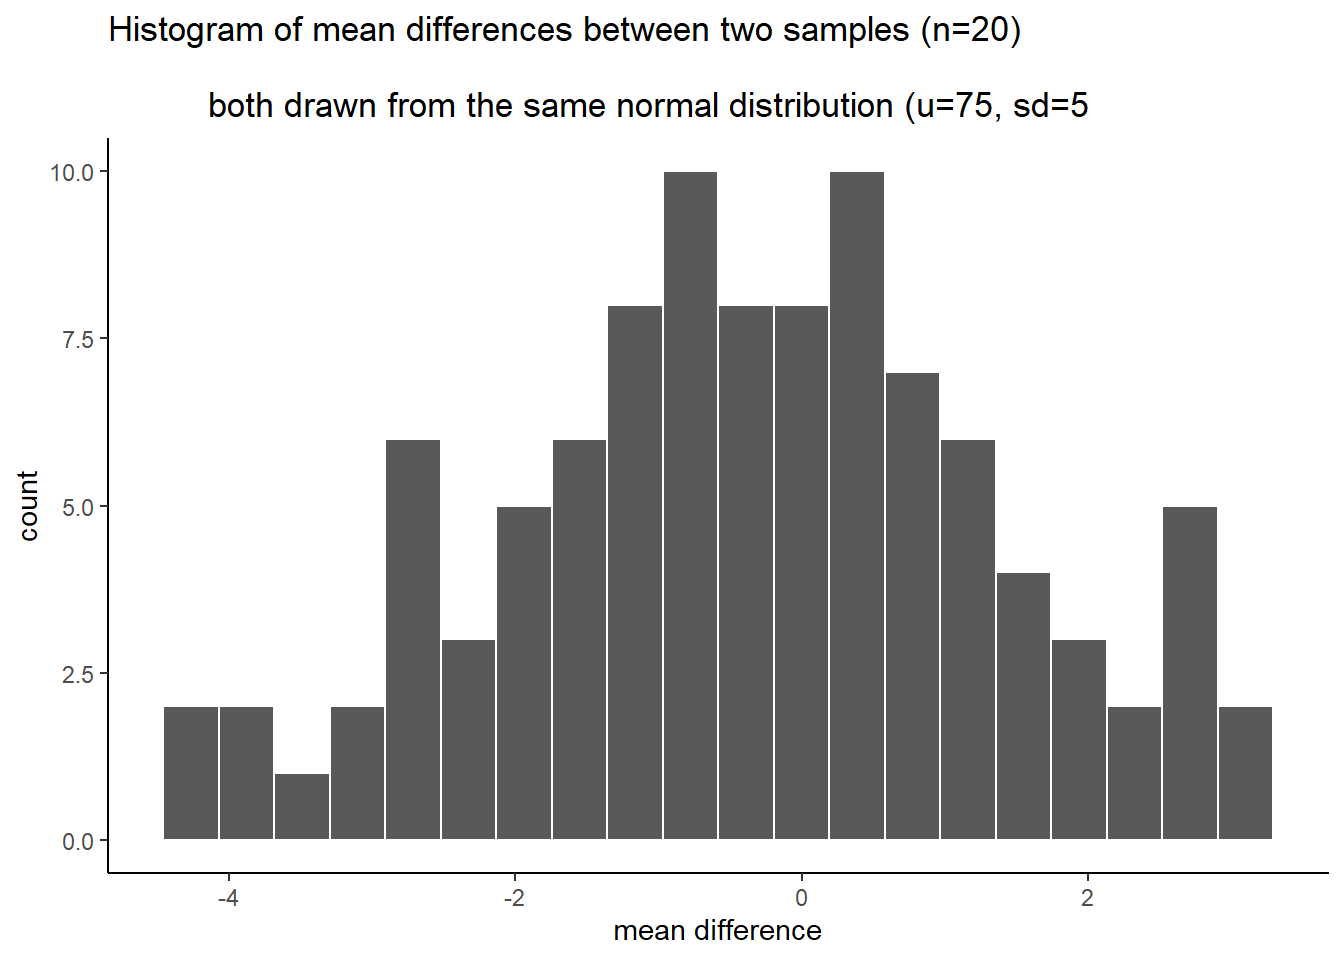 Histogram of mean differences between two samples (n=20)
both drawn from the same normal distribution (u=75, sd=5
10.0
7.5
5.0
2.5
0.0
count
-4
-2
0
2
mean difference